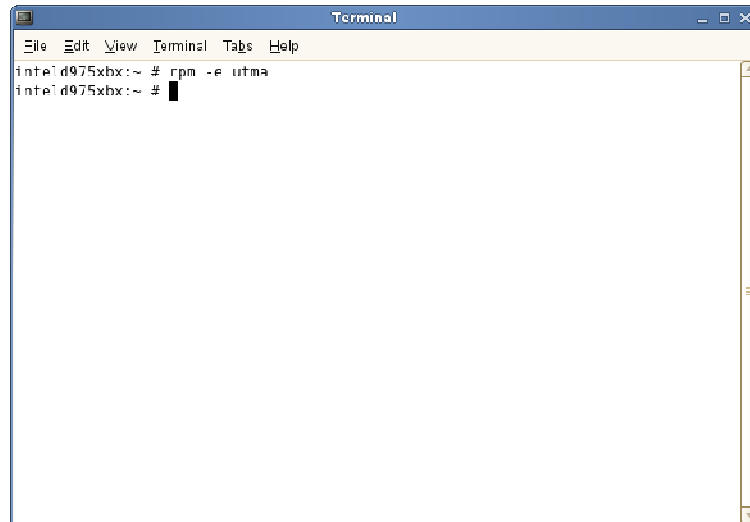 Terminal
File Edit View Terminal Tabs Help
inteld975xbx:~ # rpm -e utma
inteld975xbx:~ #